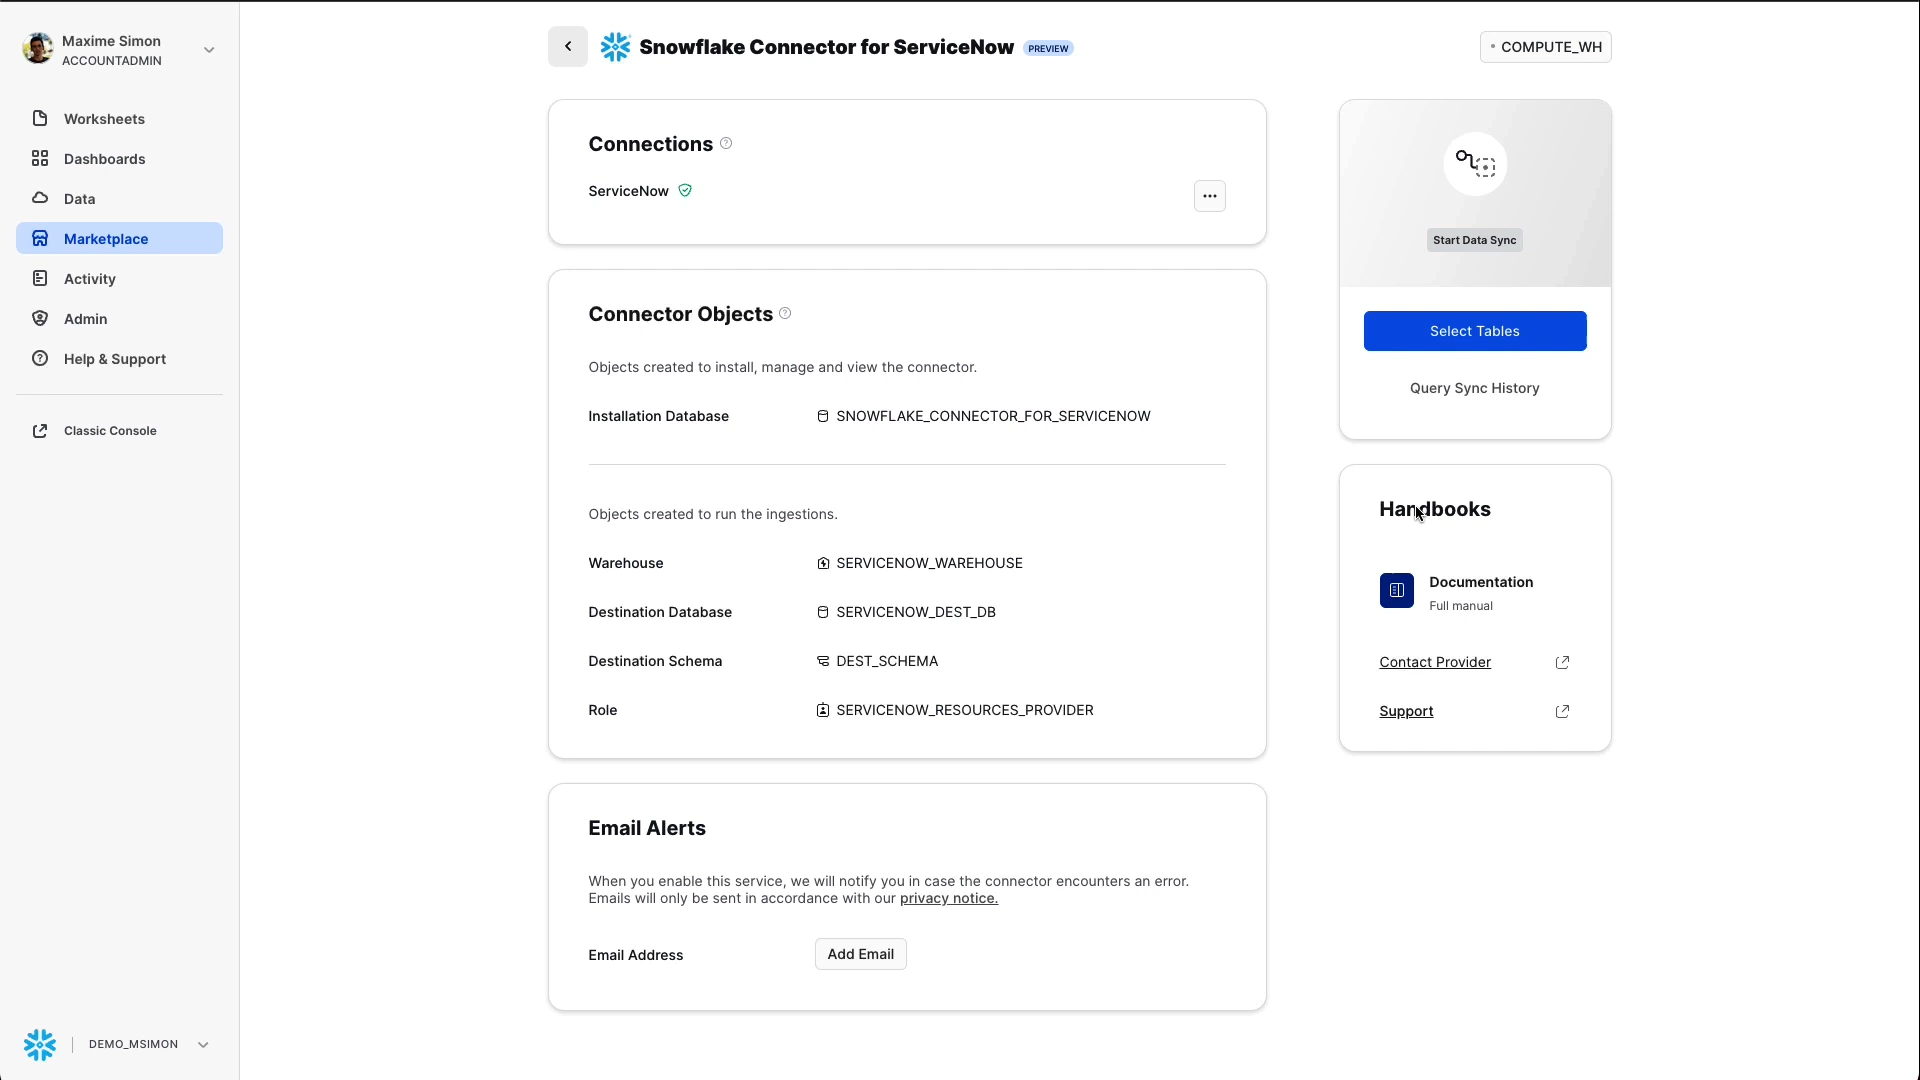 Maxime Simon
ACCOUNTADMIN
Worksheets
Dashboards
Data
Marketplace
Activity
Admin
Help & Support
Classic Console
DEMO_MSIMON
Snowflake Connector for ServiceNow PREVIEW
COMPUTE_WH
Connections
ServiceNow
Connector Objects
Objects created to install, manage and view the connector.
Installation Database SNOWFLAKE_CONNECTOR_FOR_SERVICENOW
Objects created to run the ingestions.
Warehouse SERVICENOW_WAREHOUSE
Destination Database SERVICENOW_DEST_DB
Destination Schema DEST_SCHEMA
Role SERVICENOW_RESOURCES_PROVIDER
Email Alerts
When you enable this service, we will notify you in case the connector encounters an error.
Emails will only be sent in accordance with our privacy notice.
Email Address Add Email
Start Data Sync
Select Tables
Query Sync History
Handbooks
Documentation
Full manual
Contact Provider
Support